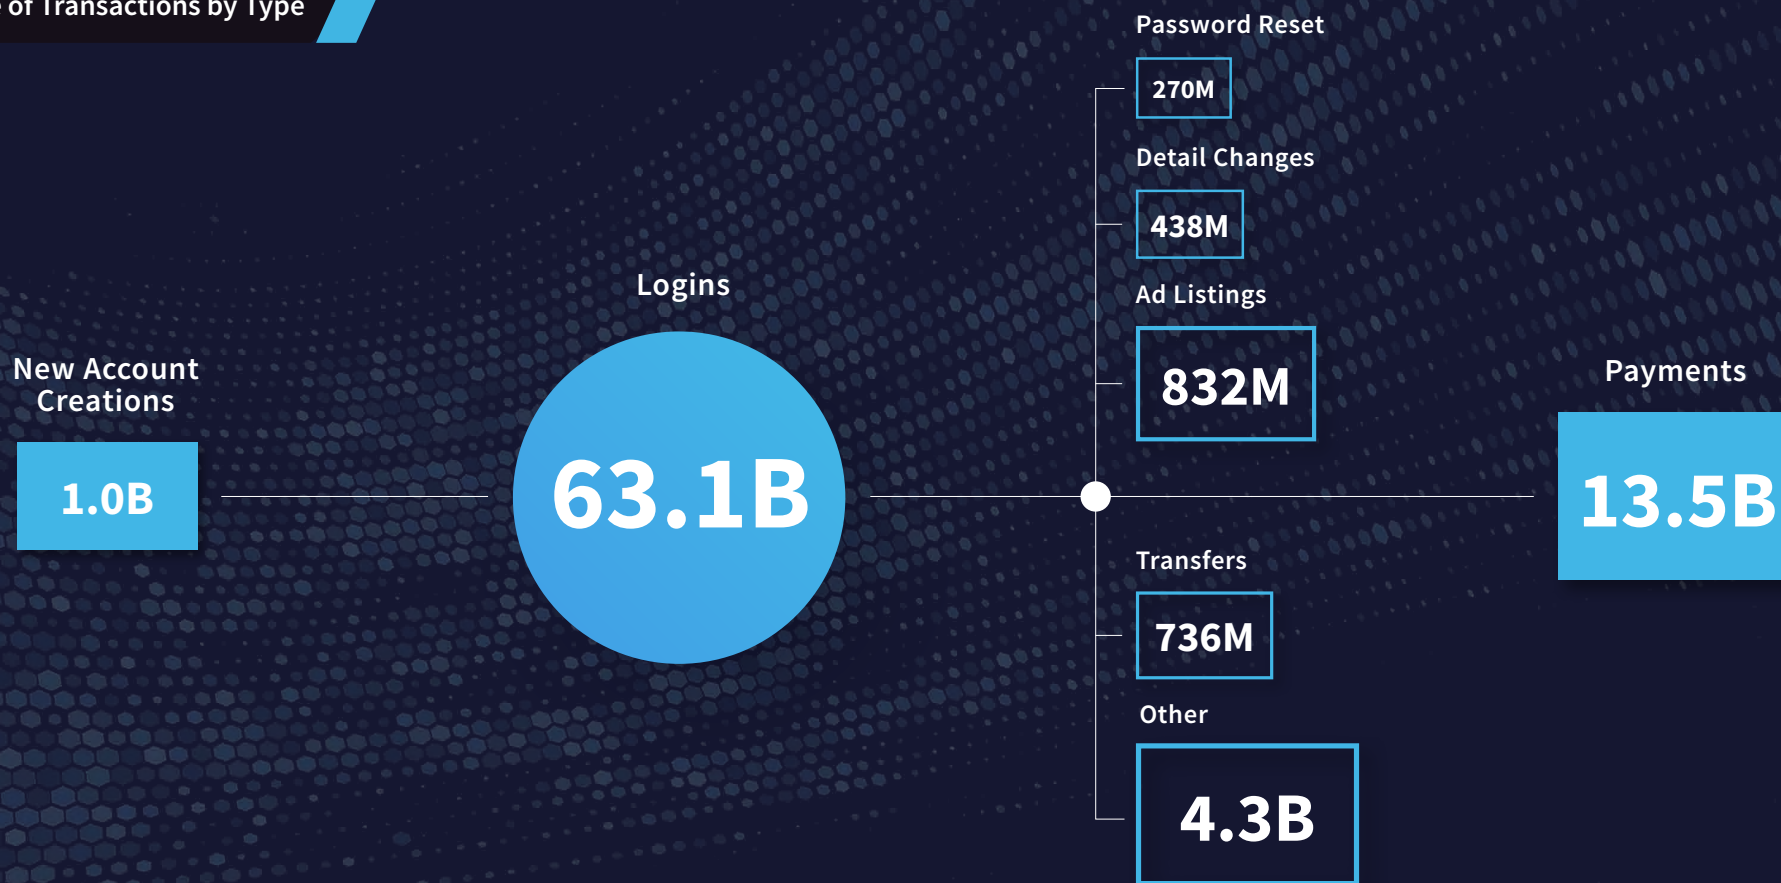 of Transactions by Type
New Account
Creations
1.0B
Logins
63.1B
Password Reset
270M
Detail Changes
438M
Ad Listings
832M
Transfers
736M
Other
4.3B
Payments
13.5B